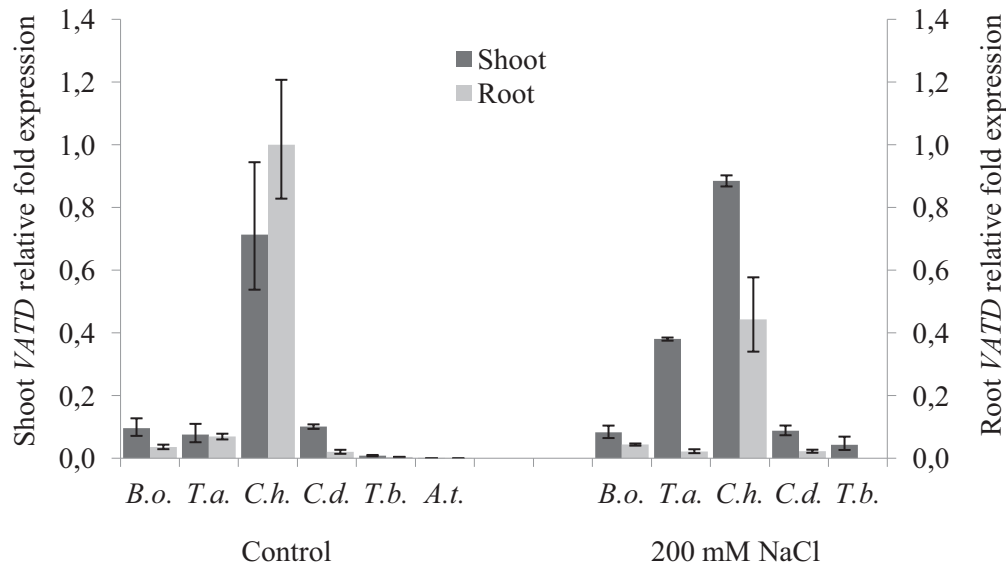 Shoot VATD relative fold expression
1,4
1,2
1,0
0,8
0,6
0,4
0,2
0,0
Shoot
Root
1,4
1,2
1,0
0,8
0,6
0,4
0,2
0,0
Root VATD relative fold expression
B.o. T.a. C.h. C.d. T.b. A.t.
B.o. T.a. C.h. C.d. T.b.
Control
200 mM NaCl